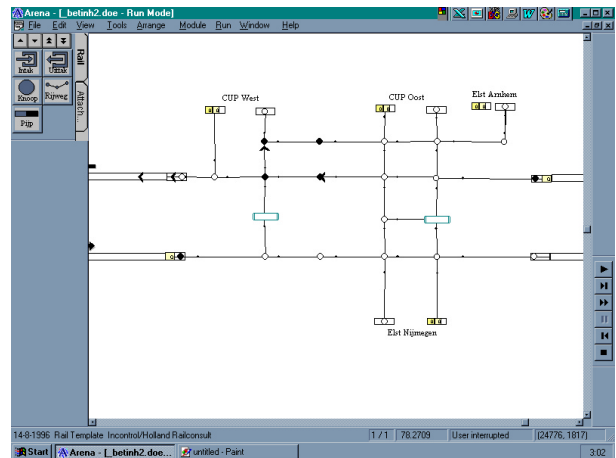 Arena - [_betinh2.doe - Run Mode]
File Edit View Tools Arrange Module Run Window Help
Intak Uittak
Knoop Rijweg
Pijp
Rail
Attach...
CUP West
CUP Oost
Elst Arnhem
Elst Nijmegen
14-8-1996 Rail Template Incontrol/Holland Railconsult
1 / 1
78.2709
User interrupted
(24776, 1817)
Start
Arena - [_betinh2.doe...
untitled - Paint
3:02